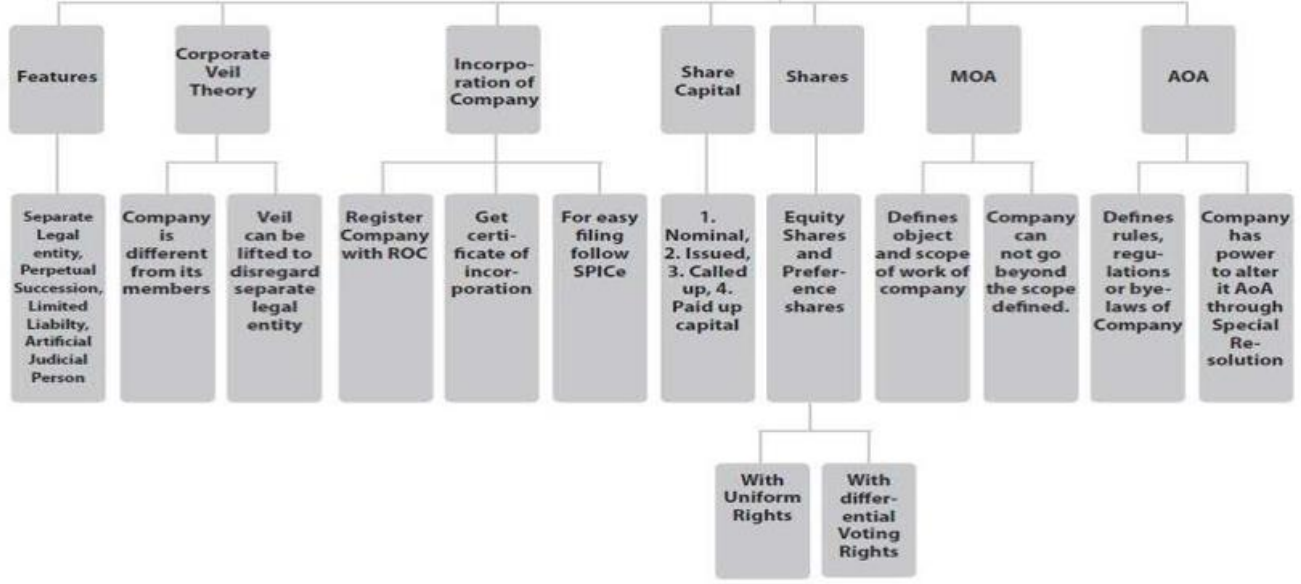 Features
Corporate
Veil
Theory
Incorpo-
ration of
Company
Share
Capital
Shares
MOA
AOA
Separate
Legal
entity,
Perpetual
Succession,
Limited
Liabilty,
Artificial
Judicial
Person
Company
is
different
from its
members
Veil
can be
lifted to
disregard
separate
legal
entity
Register
Company
with ROC
Get
certi-
ficate of
incor-
poration
For easy
filing
follow
SPICe
1.
Nominal,
2. Issued,
3. Called
up, 4.
Paid up
capital
Equity
Shares
and
Prefer-
ence
shares
Defines
object
and scope
of work of
company
Company
can
not go
beyond
the scope
defined.
Defines
rules,
regu-
lations
or bye-
laws of
Company
Company
has
power
to alter
it AoA
through
Special
Re-
solution
With
Uniform
Rights
With
differ-
ential
Voting
Rights